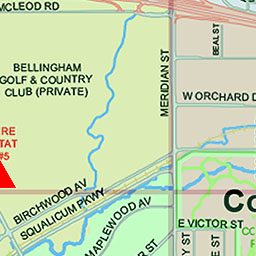 MCLEOD RD
BELLINGHAM
GOLF & COUNTRY
CLUB (PRIVATE)
MERIDIAN ST
BEAL ST
W ORCHARD D
RE
TAT
#5
BIRCHWOOD AV
SQUALICUM PKWY
MAPLEWOOD AV
Co
E VICTOR ST
Y ST